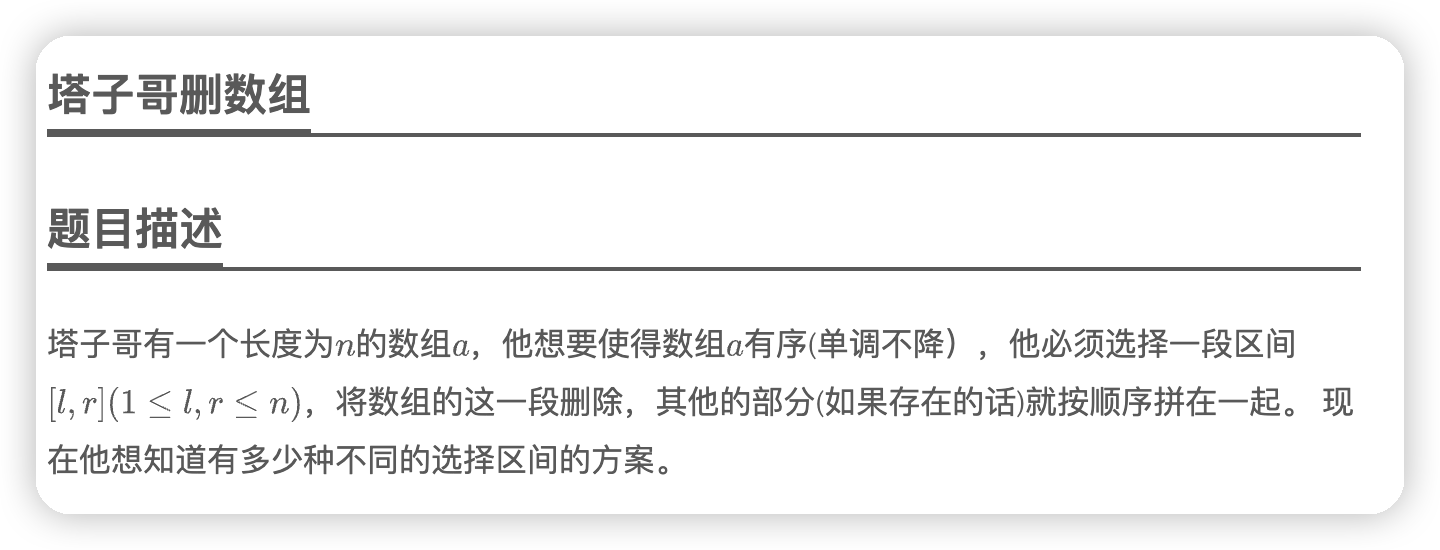 塔子哥删数组
题目描述
塔子哥有一个长度为n的数组a，他想要使得数组a有序(单调不降），他必须选择一段区间
[l, r](1 ≤ l, r ≤ n)，将数组的这一段删除，其他的部分(如果存在的话)就按顺序拼在一起。 现
在他想知道有多少种不同的选择区间的方案。